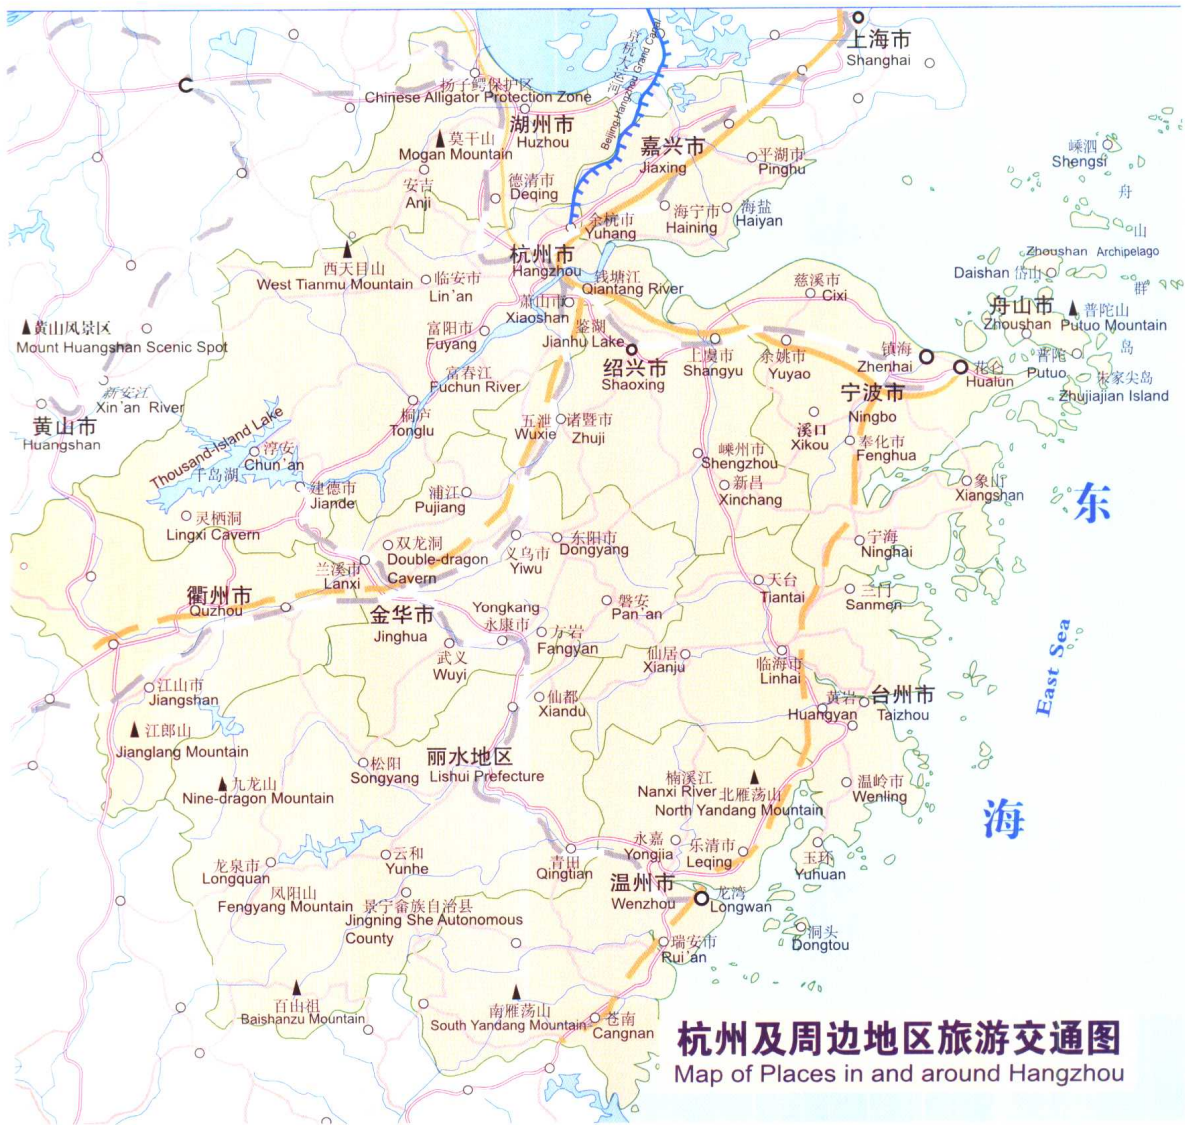 上海市
Shanghai
京杭大运河
Beijing-Hangzhou Grand Canal
扬子鳄保护区
Chinese Alligator Protection Zone
湖州市
Huzhou
莫干山
Mogan Mountain
嘉兴市
Jiaxing
平湖市
Pinghu
嵊泗
Shengsi
安吉
Anji
德清市
Deqing
海宁市
Haining
海盐
Haiyan
余杭市
Yuhang
舟
山
群
岛
Zhoushan Archipelago
杭州市
Hangzhou
西天目山
West Tianmu Mountain
临安市
Lin'an
钱塘江
Qiantang River
慈溪市
Cixi
Daishan 岱山
舟山市
Zhoushan
普陀山
Putuo Mountain
萧山市
Xiaoshan
黄山风景区
Mount Huangshan Scenic Spot
富阳市
Fuyang
鉴湖
Jianhu Lake
绍兴市
Shaoxing
上虞市
Shangyu
余姚市
Yuyao
镇海
Zhenhai
花仑
Hualun
普陀
Putuo
朱家尖岛
Zhujiajian Island
富春江
Fuchun River
新安江
Xin'an River
宁波市
Ningbo
黄山市
Huangshan
桐庐
Tonglu
五泄
Wuxie
诸暨市
Zhuji
溪口
Xikou
奉化市
Fenghua
Thousand-Island Lake
千岛湖
淳安
Chun'an
嵊州市
Shengzhou
新昌
Xinchang
象山
Xiangshan
建德市
Jiande
浦江
Pujiang
东
灵栖洞
Lingxi Cavern
双龙洞
Double-dragon
Cavern
义乌市
Yiwu
东阳市
Dongyang
宁海
Ninghai
兰溪市
Lanxi
天台
Tiantai
三门
Sanmen
衢州市
Quzhou
金华市
Jinghua
Yongkang
永康市
磐安
Pan'an
方岩
Fangyan
武义
Wuyi
仙居
Xianju
临海市
Linhai
East Sea
江山市
Jiangshan
仙都
Xiandu
黄岩
Huangyan
台州市
Taizhou
江郎山
Jianglang Mountain
松阳
Songyang
丽水地区
Lishui Prefecture
九龙山
Nine-dragon Mountain
楠溪江
Nanxi River
北雁荡山
North Yandang Mountain
温岭市
Wenling
海
龙泉市
Longquan
云和
Yunhe
青田
Qingtian
永嘉
Yongjia
乐清市
Leqing
玉环
Yuhuan
凤阳山
Fengyang Mountain
景宁畲族自治县
Jingning She Autonomous
County
温州市
Wenzhou
龙湾
Longwan
洞头
Dongtou
瑞安市
Rui'an
百山祖
Baishanzu Mountain
南雁荡山
South Yandang Mountain
苍南
Cangnan
杭州及周边地区旅游交通图
Map of Places in and around Hangzhou